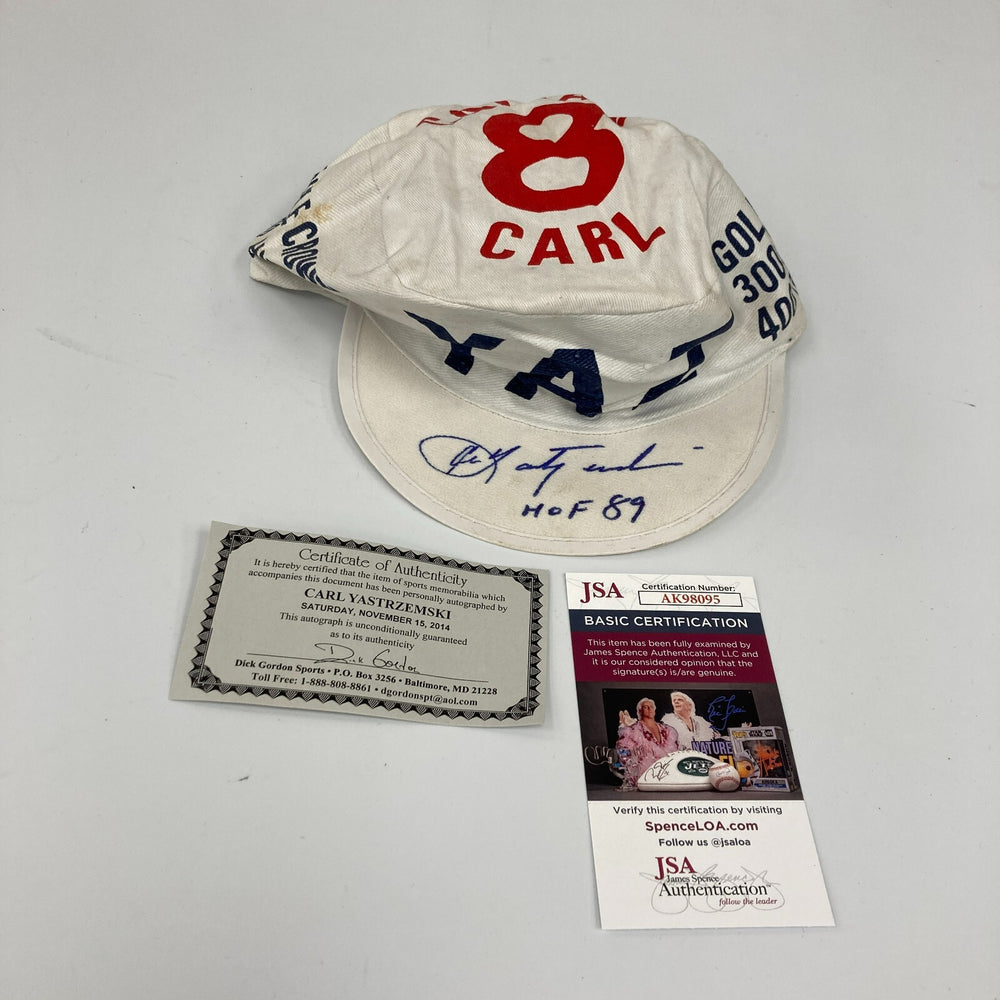 8
CARL
YAZ
GOL
300
400
HOF 89
Certificate of Authenticity
It is hereby certified that the item of sports memorabilia which
accompanies this document has been personally autographed by
CARL YASTRZEMSKI
SATURDAY, NOVEMBER 15, 2014
This autograph is unconditionally guaranteed
as to its authenticity
Dick Gordon
Dick Gordon Sports • P.O. Box 3256 • Baltimore, MD 21228
Toll Free: 1-888-808-8861 • dgordonspt@aol.com
JSA
Certification Number:
AK98095
BASIC CERTIFICATION
This item has been fully examined by
James Spence Authentication, LLC and
it is our considered opinion that the
signature(s) is/are genuine.
NATURE
JETS
Verify this certification by visiting
SpenceLOA.com
Follow us @jsaloa
JSA
James Spence
Authentication
follow the leader